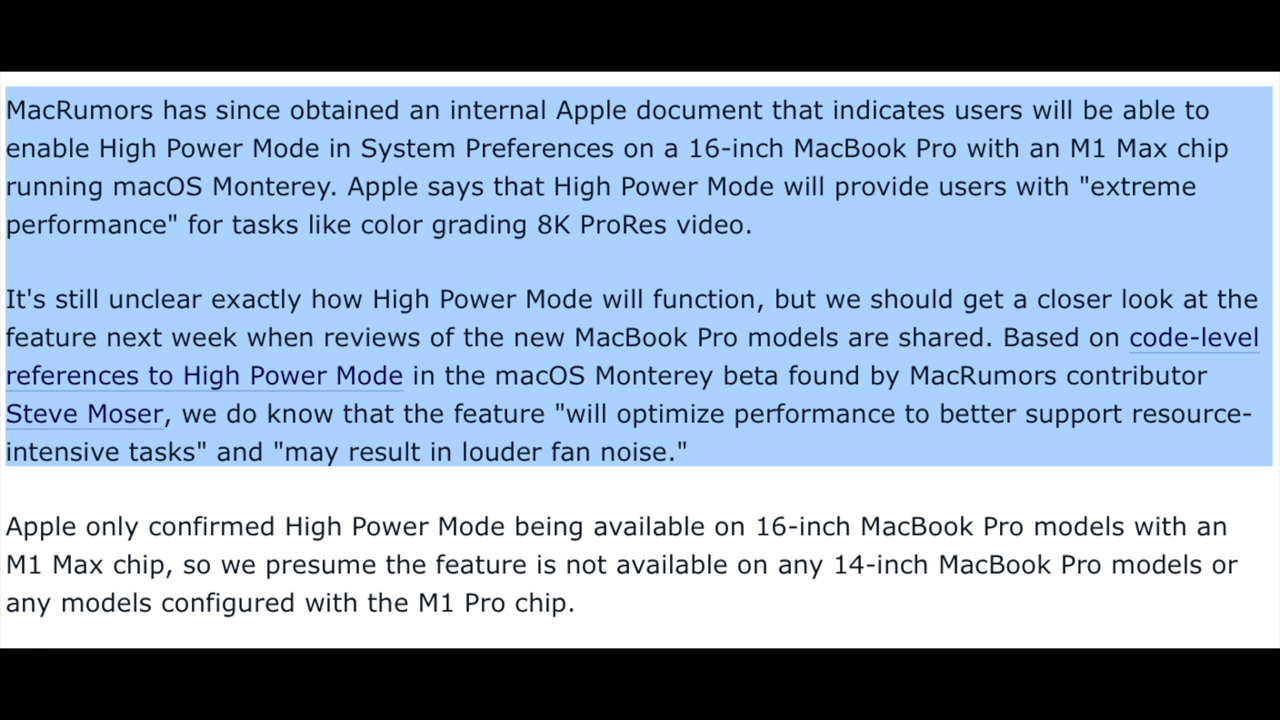 MacRumors has since obtained an internal Apple document that indicates users will be able to
enable High Power Mode in System Preferences on a 16-inch MacBook Pro with an M1 Max chip
running macOS Monterey. Apple says that High Power Mode will provide users with "extreme
performance" for tasks like color grading 8K ProRes video.
It's still unclear exactly how High Power Mode will function, but we should get a closer look at the
feature next week when reviews of the new MacBook Pro models are shared. Based on code-level
references to High Power Mode in the macOS Monterey beta found by MacRumors contributor
Steve Moser, we do know that the feature "will optimize performance to better support resource-
intensive tasks" and "may result in louder fan noise."
Apple only confirmed High Power Mode being available on 16-inch MacBook Pro models with an
M1 Max chip, so we presume the feature is not available on any 14-inch MacBook Pro models or
any models configured with the M1 Pro chip.